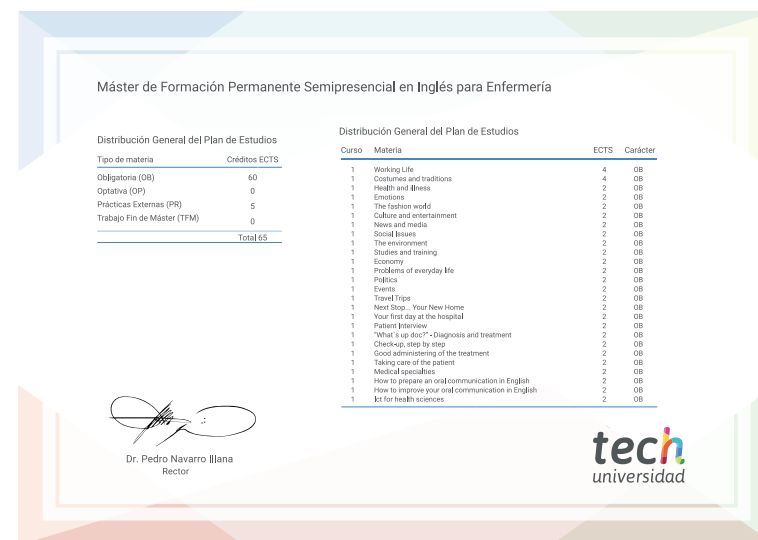 Máster de Formación Permanente Semipresencial en Inglés para Enfermería
Distribución General del Plan de Estudios
Tipo de materia Créditos ECTS
Obligatoria (OB) 60
Optativa (OP) 0
Prácticas Externas (PR) 5
Trabajo Fin de Máster (TFM) 0
Total 65
Distribución General del Plan de Estudios
Curso Materia ECTS Carácter
1 Working Life 4 OB
1 Costumes and traditions 4 OB
1 Health and illness 2 OB
1 Emotions 2 OB
1 The fashion world 2 OB
1 Culture and entertainment 2 OB
1 News and media 2 OB
1 Social Issues 2 OB
1 The environment 2 OB
1 Studies and training 2 OB
1 Economy 2 OB
1 Problems of everyday life 2 OB
1 Politics 2 OB
1 Events 2 OB
1 Travel Trips 2 OB
1 Next Stop... Your New Home 2 OB
1 Your first day at the hospital 2 OB
1 Patient Interview 2 OB
1 "What´s up doc?" - Diagnosis and treatment 2 OB
1 Check-up, step by step 2 OB
1 Good administering of the treatment 2 OB
1 Taking care of the patient 2 OB
1 Medical specialties 2 OB
1 How to prepare an oral communication in English 2 OB
1 How to improve your oral communication in English 2 OB
1 Ict for health sciences 2 OB
Dr. Pedro Navarro Illana
Rector
tech
universidad